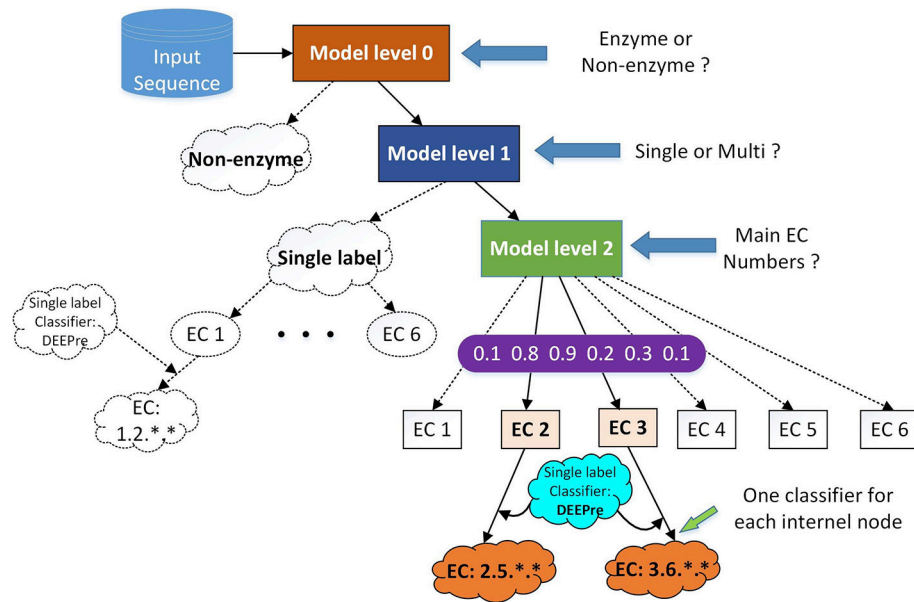 Input
Sequence
Model level 0
Enzyme or
Non-enzyme ?
Non-enzyme
Model level 1
Single or Multi ?
Single label
Model level 2
Main EC
Numbers ?
Single label
Classifier:
DEEPre
EC 1
• • •
EC 6
0.1 0.8 0.9 0.2 0.3 0.1
EC:
1.2.*.*
EC 1
EC 2
EC 3
EC 4
EC 5
EC 6
Single label
Classifier:
DEEPre
One classifier for
each internel node
EC: 2.5.*.*
EC: 3.6.*.*